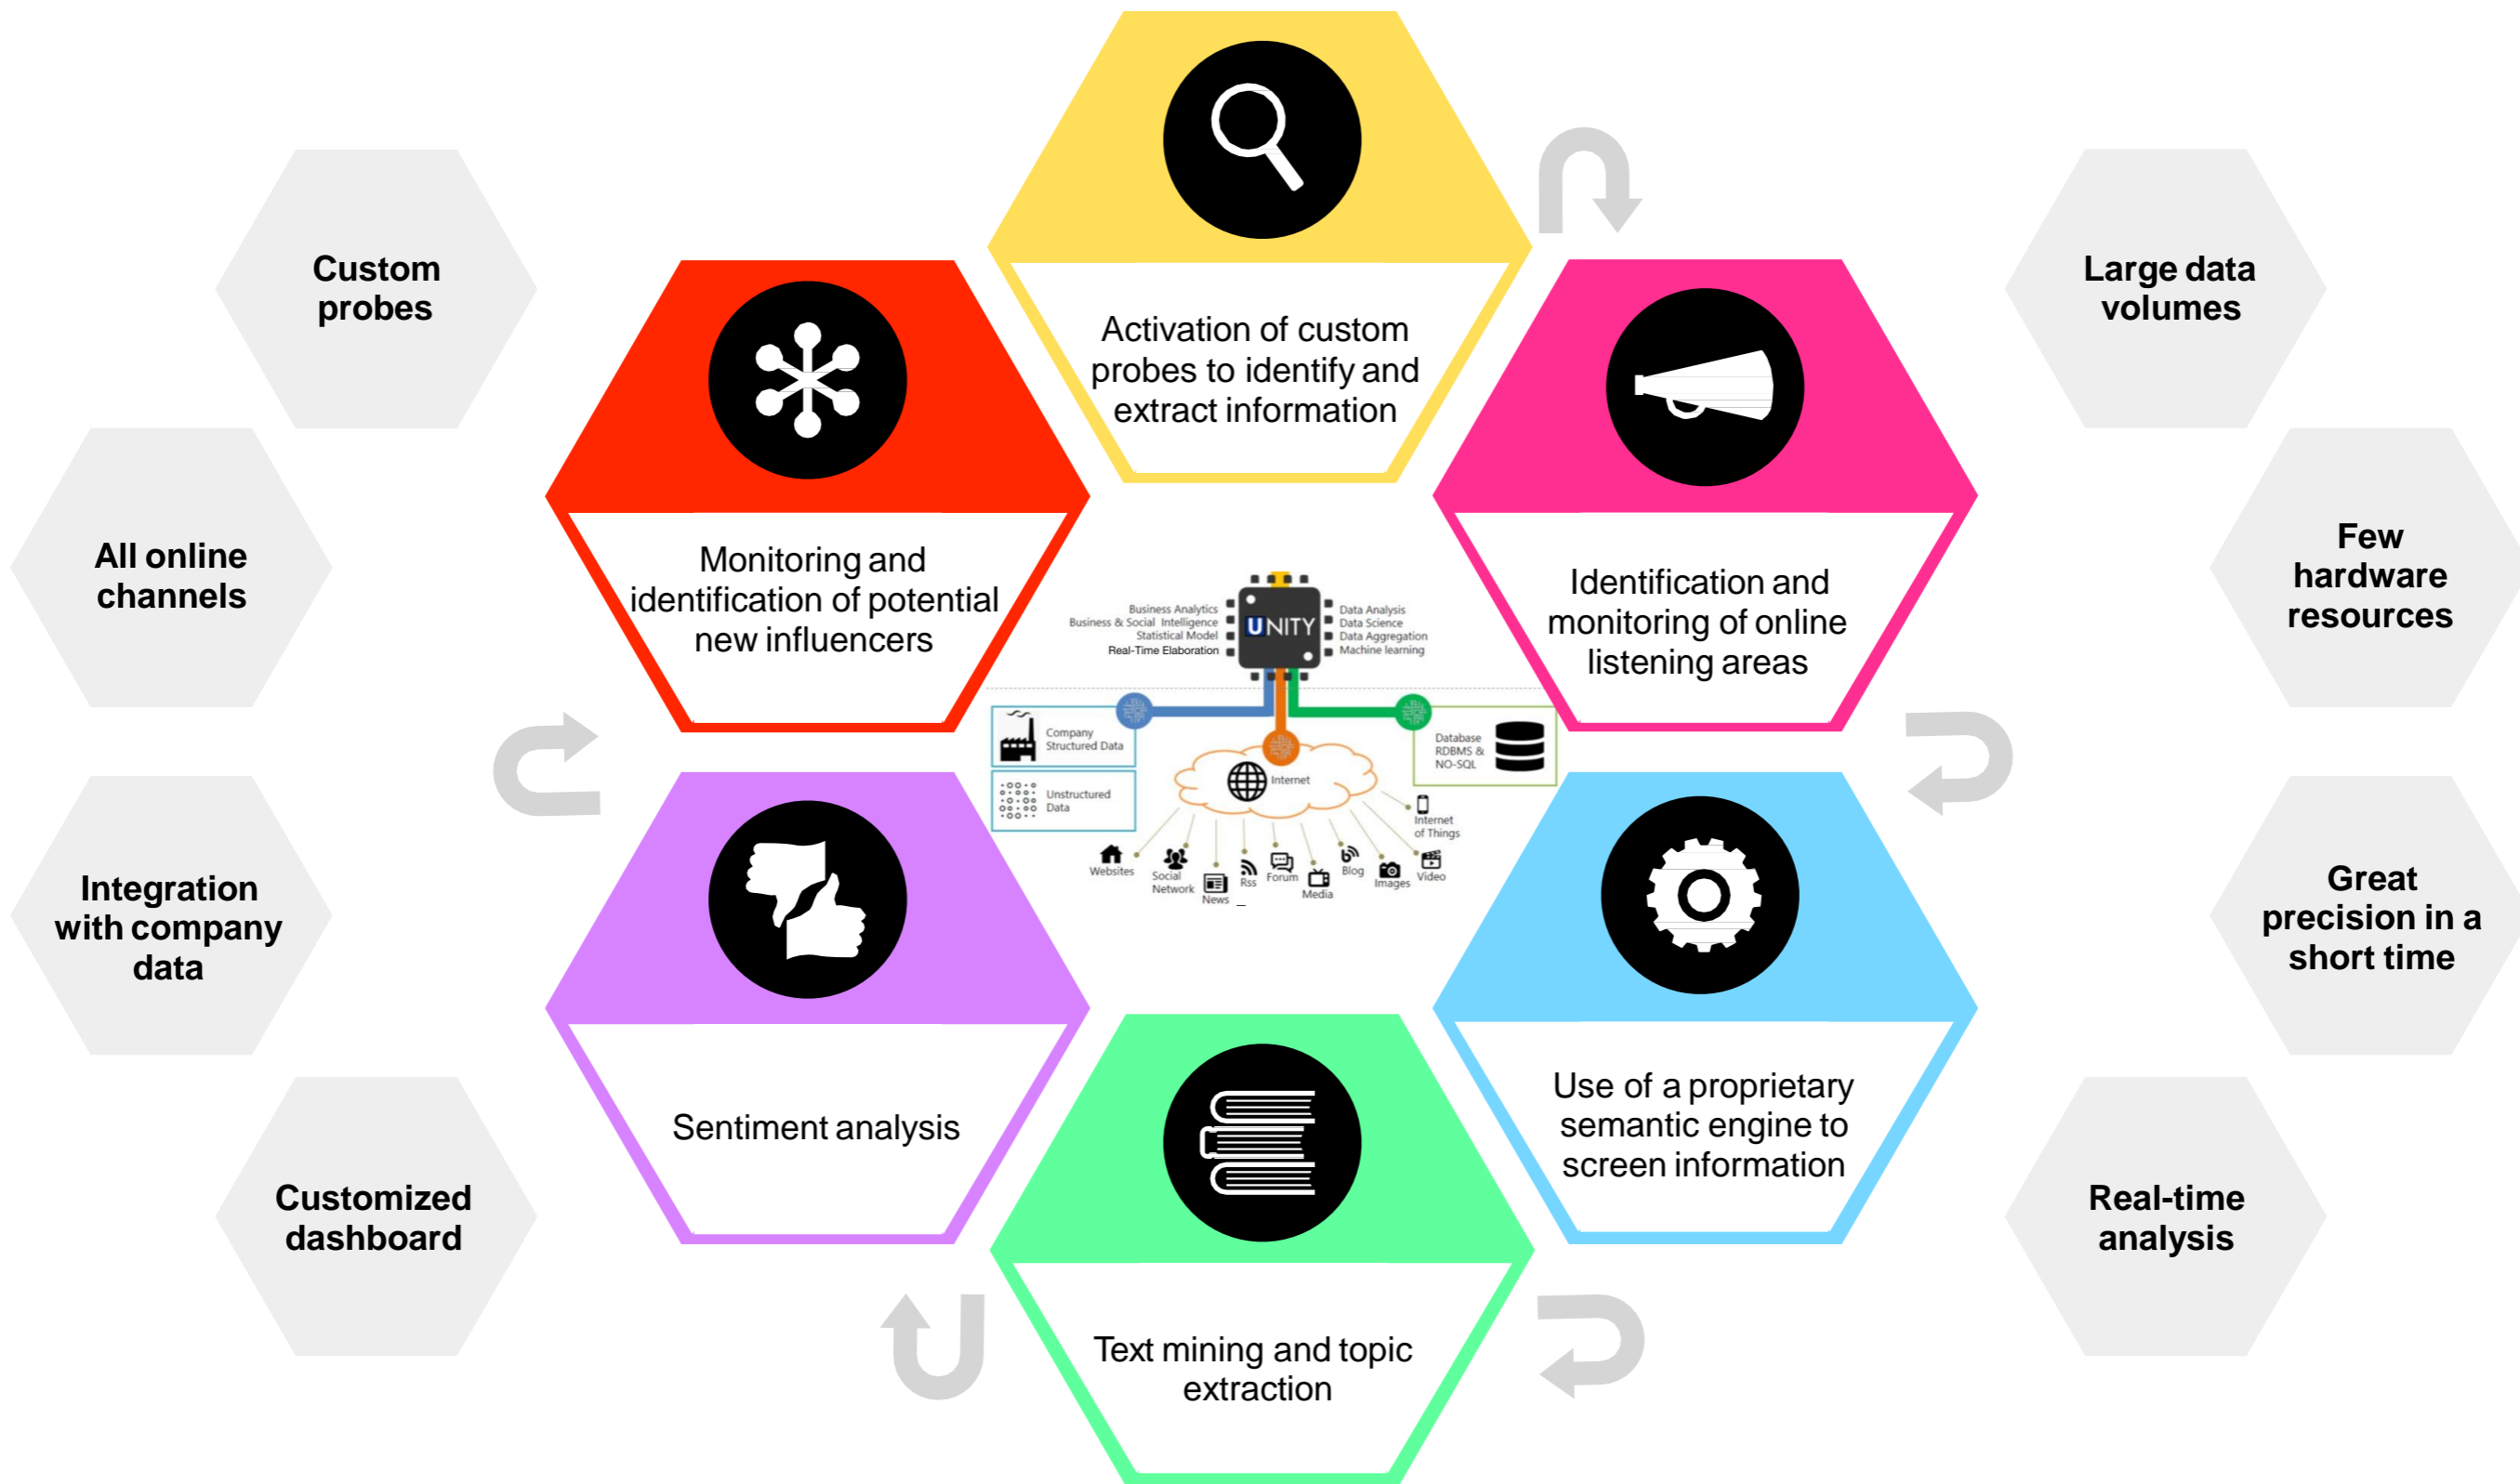 Activation of custom
probes to identify and
extract information
Custom
probes
Large data
volumes
Monitoring and
identification of potential
new influencers
Identification and
monitoring of online
listening areas
All online
channels
Few
hardware
resources
Business Analytics
Business & Social Intelligence
Statistical Model
Real-Time Elaboration
UNITY
Data Analysis
Data Science
Data Aggregation
Machine learning
Company
Structured Data
Unstructured
Data
Internet
Database
RDBMS &
NO-SQL
Internet
of Things
Websites
Social
Network
News
Rss
Forum
Media
Blog
Images
Video
Integration
with company
data
Great
precision in a
short time
Sentiment analysis
Use of a proprietary
semantic engine to
screen information
Customized
dashboard
Real-time
analysis
Text mining and topic
extraction